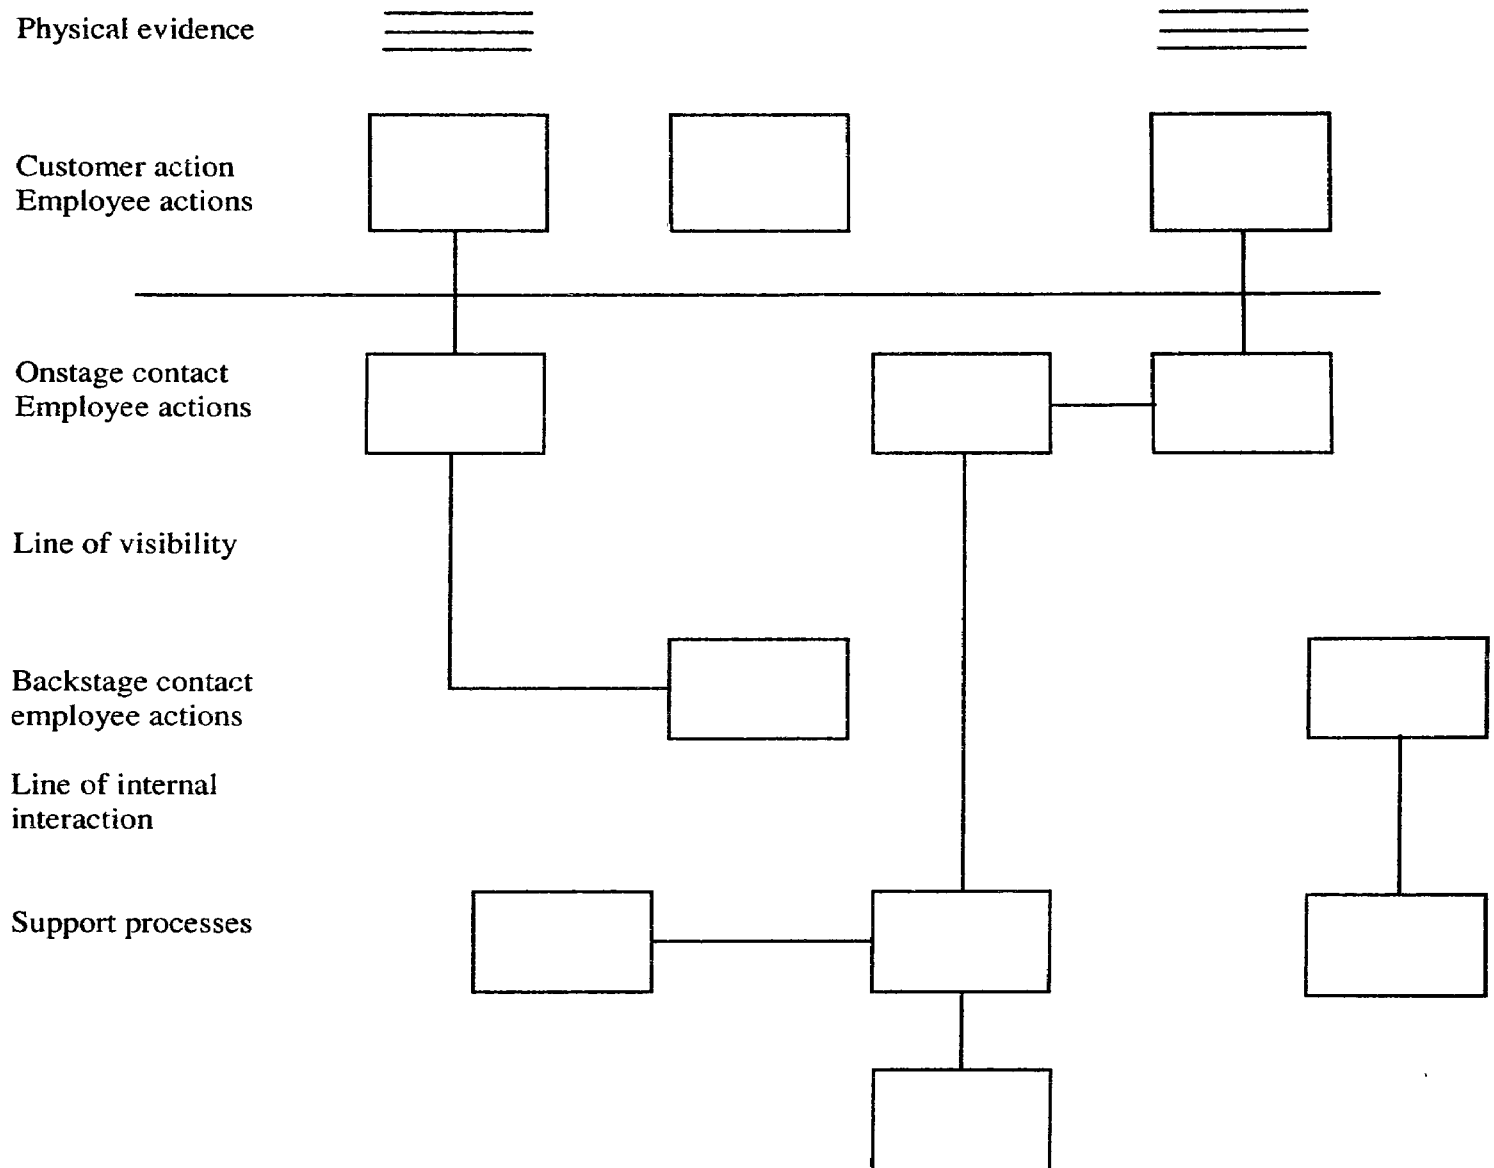 Physical evidence
Customer action
Employee actions
Onstage contact
Employee actions
Line of visibility
Backstage contact
employee actions
Line of internal
interaction
Support processes